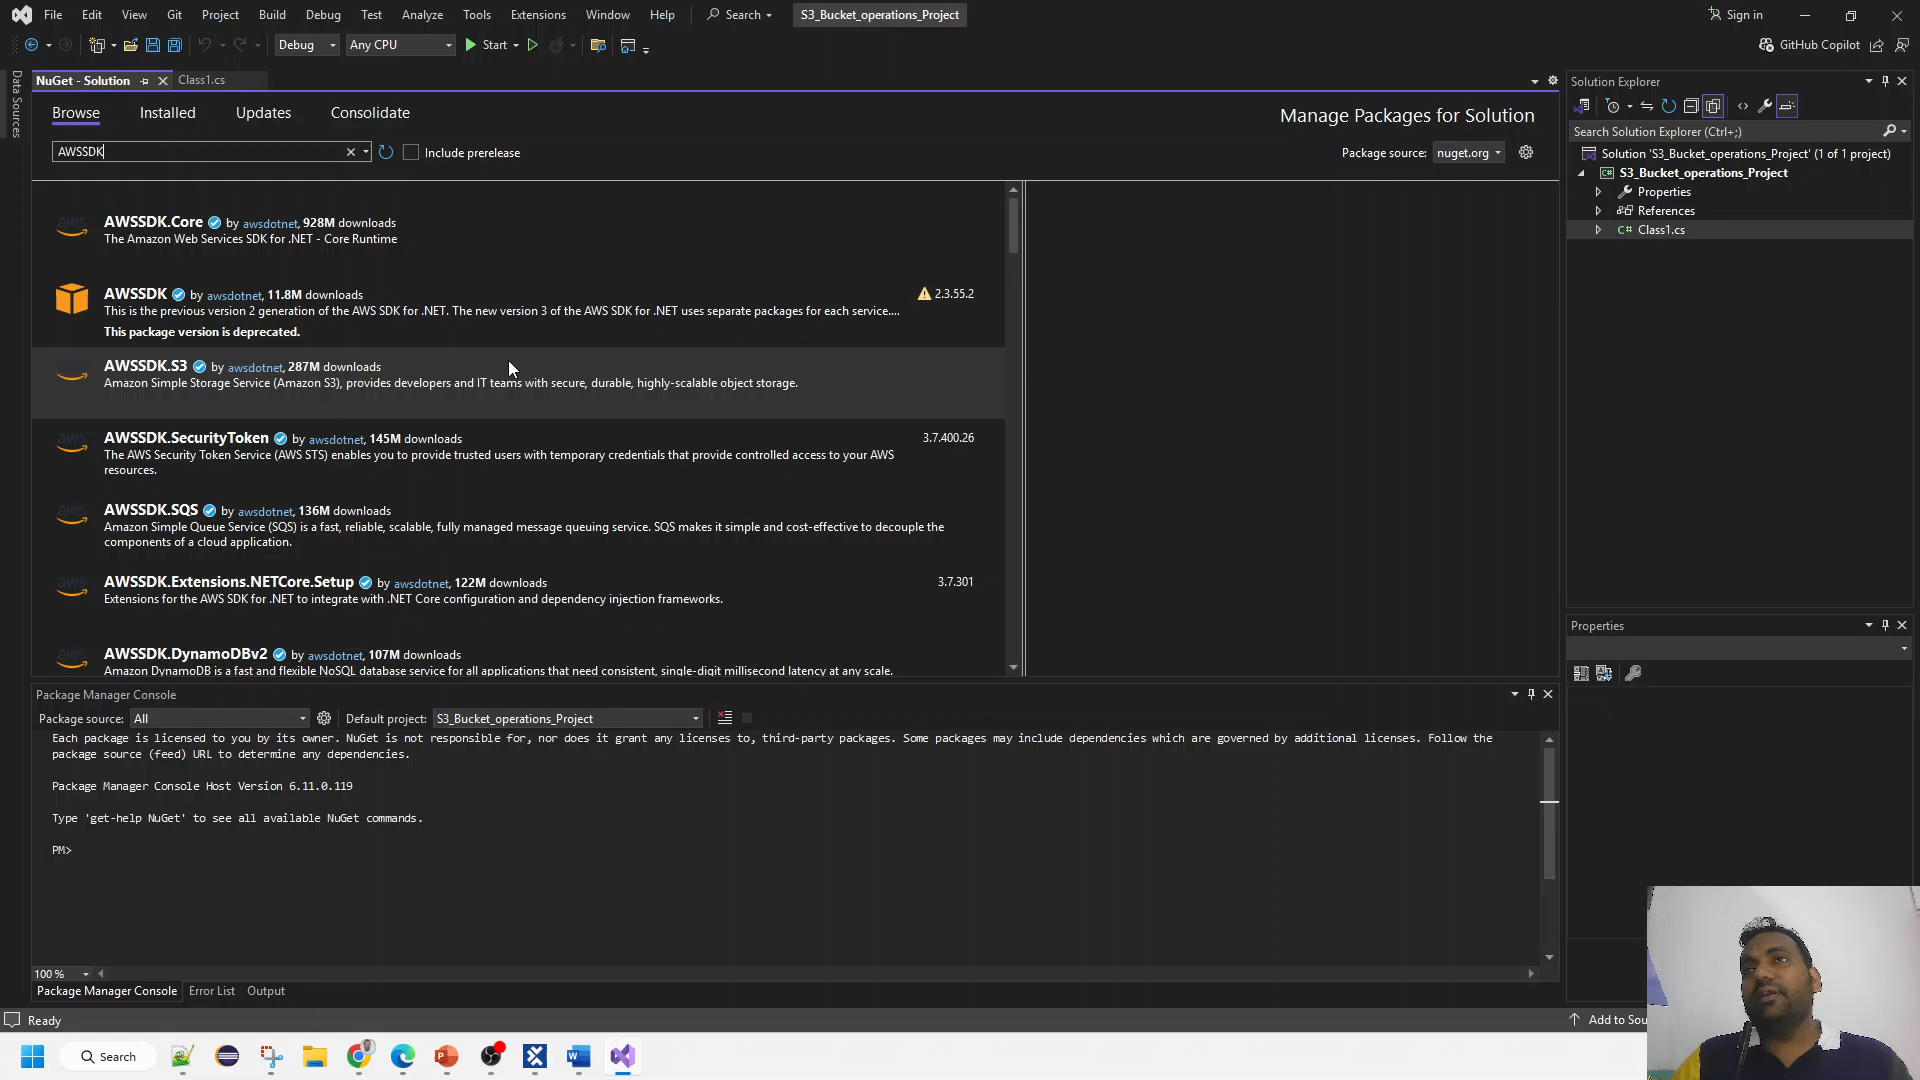 File Edit View Git Project Build Debug Test Analyze Tools Extensions Window Help Search S3_Bucket_operations_Project Sign in
Debug Any CPU Start GitHub Copilot
Data Sources
NuGet - Solution Class1.cs
Browse Installed Updates Consolidate Manage Packages for Solution
AWSSDK Include prerelease Package source: nuget.org
AWSSDK.Core by awsdotnet, 928M downloads
The Amazon Web Services SDK for .NET - Core Runtime
AWSSDK by awsdotnet, 11.8M downloads 2.3.55.2
This is the previous version 2 generation of the AWS SDK for .NET. The new version 3 of the AWS SDK for .NET uses separate packages for each service....
This package version is deprecated.
AWSSDK.S3 by awsdotnet, 287M downloads
Amazon Simple Storage Service (Amazon S3), provides developers and IT teams with secure, durable, highly-scalable object storage.
AWSSDK.SecurityToken by awsdotnet, 145M downloads 3.7.400.26
The AWS Security Token Service (AWS STS) enables you to provide trusted users with temporary credentials that provide controlled access to your AWS
resources.
AWSSDK.SQS by awsdotnet, 136M downloads
Amazon Simple Queue Service (SQS) is a fast, reliable, scalable, fully managed message queuing service. SQS makes it simple and cost-effective to decouple the
components of a cloud application.
AWSSDK.Extensions.NETCore.Setup by awsdotnet, 122M downloads 3.7.301
Extensions for the AWS SDK for .NET to integrate with .NET Core configuration and dependency injection frameworks.
AWSSDK.DynamoDBv2 by awsdotnet, 107M downloads
Amazon DynamoDB is a fast and flexible NoSQL database service for all applications that need consistent, single-digit millisecond latency at any scale.
Solution Explorer
Search Solution Explorer (Ctrl+;)
Solution 'S3_Bucket_operations_Project' (1 of 1 project)
S3_Bucket_operations_Project
Properties
References
C# Class1.cs
Properties
Package Manager Console
Package source: All Default project: S3_Bucket_operations_Project
Each package is licensed to you by its owner. NuGet is not responsible for, nor does it grant any licenses to, third-party packages. Some packages may include dependencies which are governed by additional licenses. Follow the
package source (feed) URL to determine any dependencies.
Package Manager Console Host Version 6.11.0.119
Type 'get-help NuGet' to see all available NuGet commands.
PM>
100 %
Package Manager Console Error List Output
Ready Add to Sou
Search